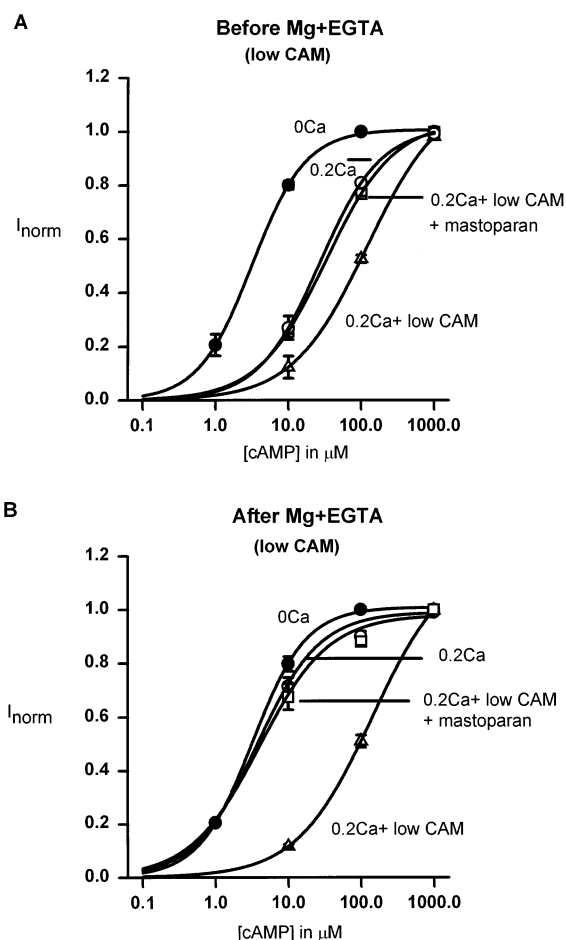 A
Before Mg+EGTA
(low CAM)
1.2
1.0
0.8
0.6
0.4
0.2
0.0
I norm
0Ca
0.2Ca
0.2Ca+ low CAM
+ mastoparan
0.2Ca+ low CAM
0.1 1.0 10.0 100.0 1000.0
[cAMP] in μM
B
After Mg+EGTA
(low CAM)
1.2
1.0
0.8
0.6
0.4
0.2
0.0
I norm
0Ca
0.2Ca
0.2Ca+ low CAM
+ mastoparan
0.2Ca+ low CAM
0.1 1.0 10.0 100.0 1000.0
[cAMP] in μM